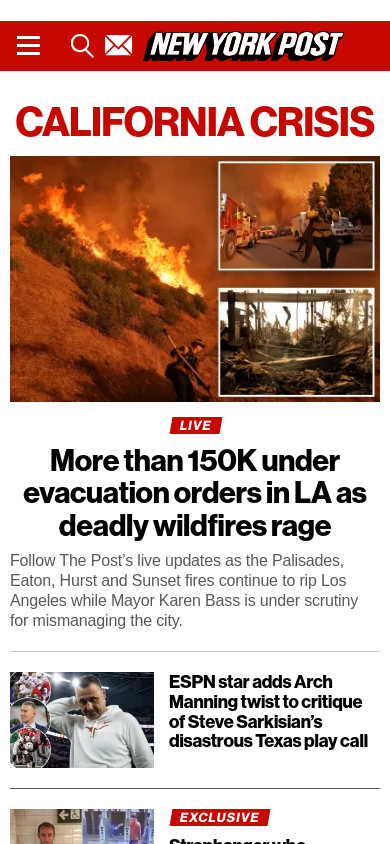 NEW YORK POST
CALIFORNIA CRISIS
LIVE
More than 150K under
evacuation orders in LA as
deadly wildfires rage
Follow The Post’s live updates as the Palisades,
Eaton, Hurst and Sunset fires continue to rip Los
Angeles while Mayor Karen Bass is under scrutiny
for mismanaging the city.
ESPN star adds Arch
Manning twist to critique
of Steve Sarkisian’s
disastrous Texas play call
EXCLUSIVE